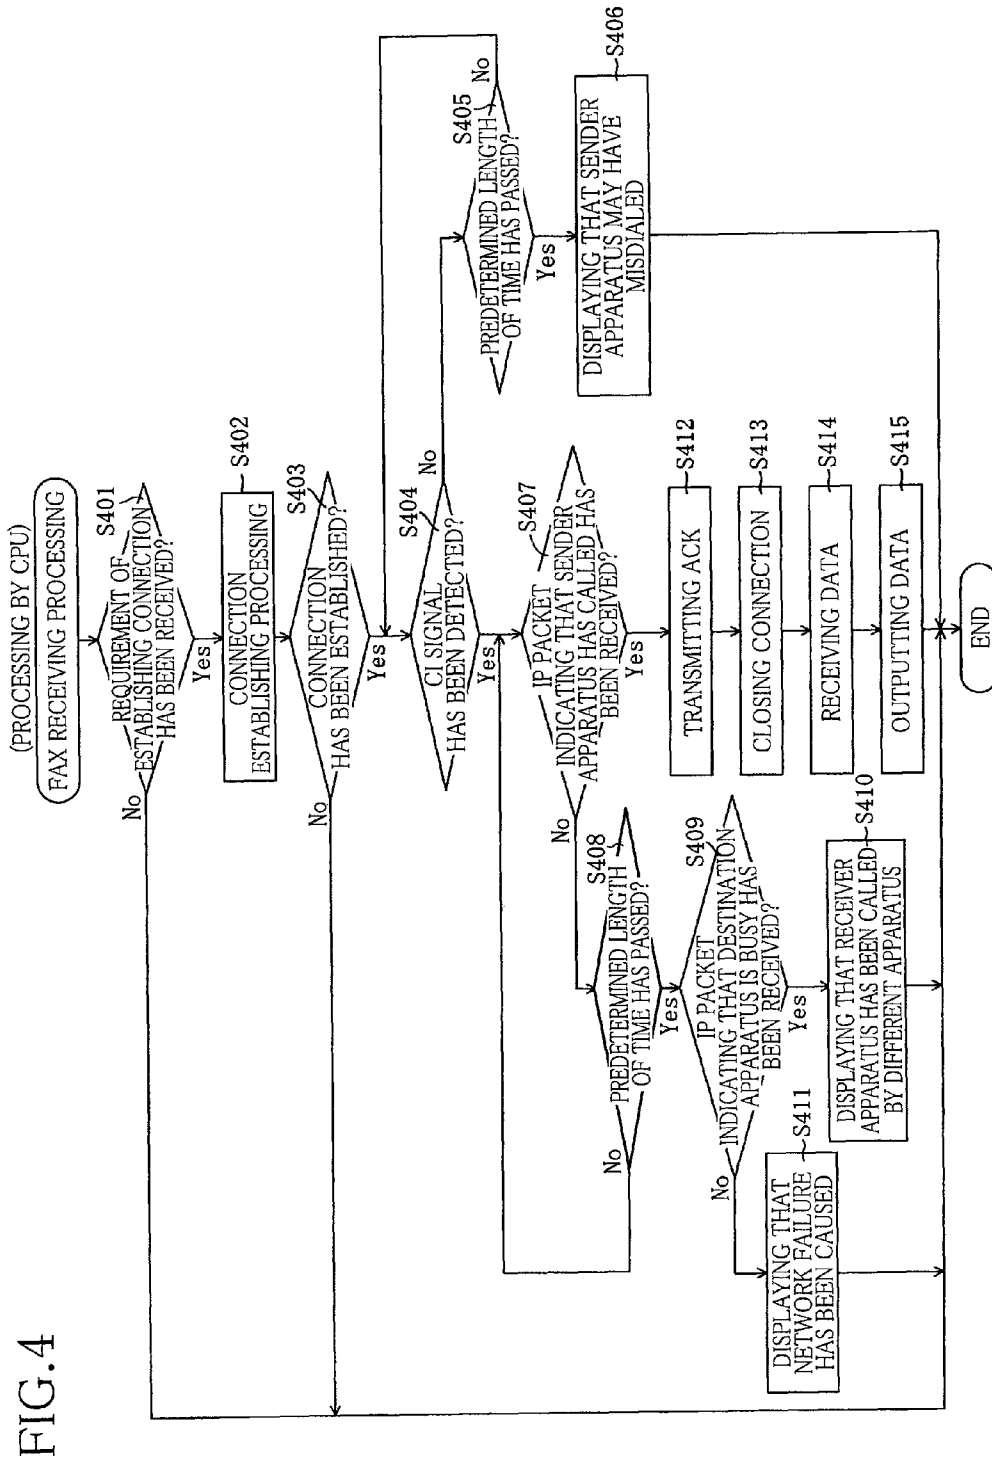 FIG.4
(PROCESSING BY CPU)
FAX RECEIVING PROCESSING
S401
REQUIREMENT OF
ESTABLISHING CONNECTION
HAS BEEN RECEIVED?
No
Yes
S402
CONNECTION
ESTABLISHING PROCESSING
S403
CONNECTION
HAS BEEN ESTABLISHED?
No
Yes
S404
CI SIGNAL
HAS BEEN DETECTED?
No
Yes
S405
PREDETERMINED LENGTH
OF TIME HAS PASSED?
No
Yes
S406
DISPLAYING THAT SENDER
APPARATUS MAY HAVE
MISDIALED
S407
IP PACKET
INDICATING THAT SENDER
APPARATUS HAS CALLED HAS
BEEN RECEIVED?
No
Yes
S408
PREDETERMINED LENGTH
OF TIME HAS PASSED?
No
Yes
S409
IP PACKET
INDICATING THAT DESTINATION
APPARATUS IS BUSY HAS
BEEN RECEIVED?
No
Yes
S410
DISPLAYING THAT RECEIVER
APPARATUS HAS BEEN CALLED
BY DIFFERENT APPARATUS
S411
DISPLAYING THAT
NETWORK FAILURE
HAS BEEN CAUSED
S412
TRANSMITTING ACK
S413
CLOSING CONNECTION
S414
RECEIVING DATA
S415
OUTPUTTING DATA
END